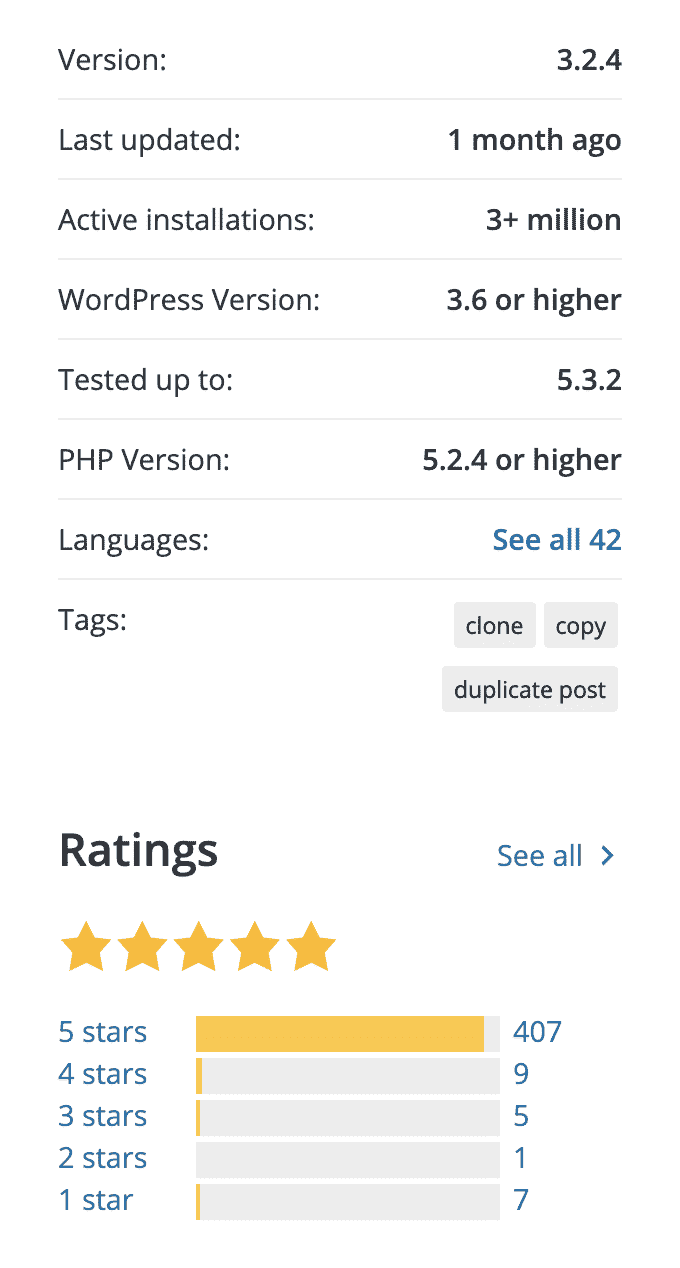 Version: 3.2.4
Last updated: 1 month ago
Active installations: 3+ million
WordPress Version: 3.6 or higher
Tested up to: 5.3.2
PHP Version: 5.2.4 or higher
Languages: See all 42
Tags: clone copy
duplicate post
Ratings See all
5 stars 407
4 stars 9
3 stars 5
2 stars 1
1 star 7